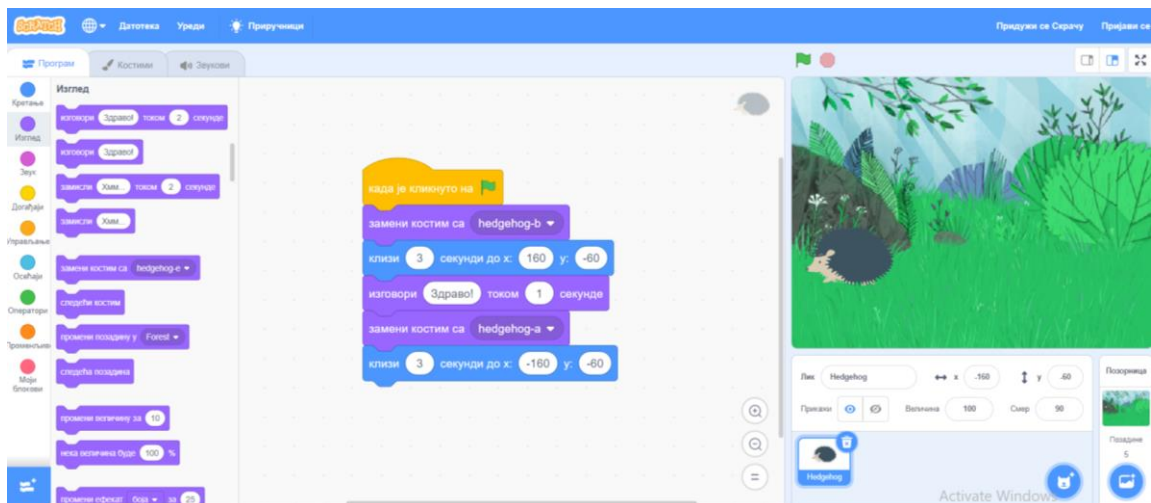 SCRATCH Датотека Уреди Приручници Придружи се Скрачу Пријави се
Програм Костими Звукови
Изглед
Кретање
Изглед
Звук
Догађаји
Управљање
Осећаји
Оператори
Променљиве
Моји блокови
изговори Здраво! током 2 секунде
изговори Здраво!
замисли Хмм... током 2 секунде
замисли Хмм...
замени костим са hedgehog-e
следећи костим
промени позадину у Forest
следећа позадина
промени величину за 10
нека величина буде 100 %
промени ефекат боја за 25
када је кликнуто на
замени костим са hedgehog-b
клизи 3 секунди до x: 160 y: -60
изговори Здраво! током 1 секунде
замени костим са hedgehog-a
клизи 3 секунди до x: -160 y: -60
Лик Hedgehog x -160 y -60
Прикажи Величина 100 Смер 90
Hedgehog
Позорница
Позадине
5
Activate Windows